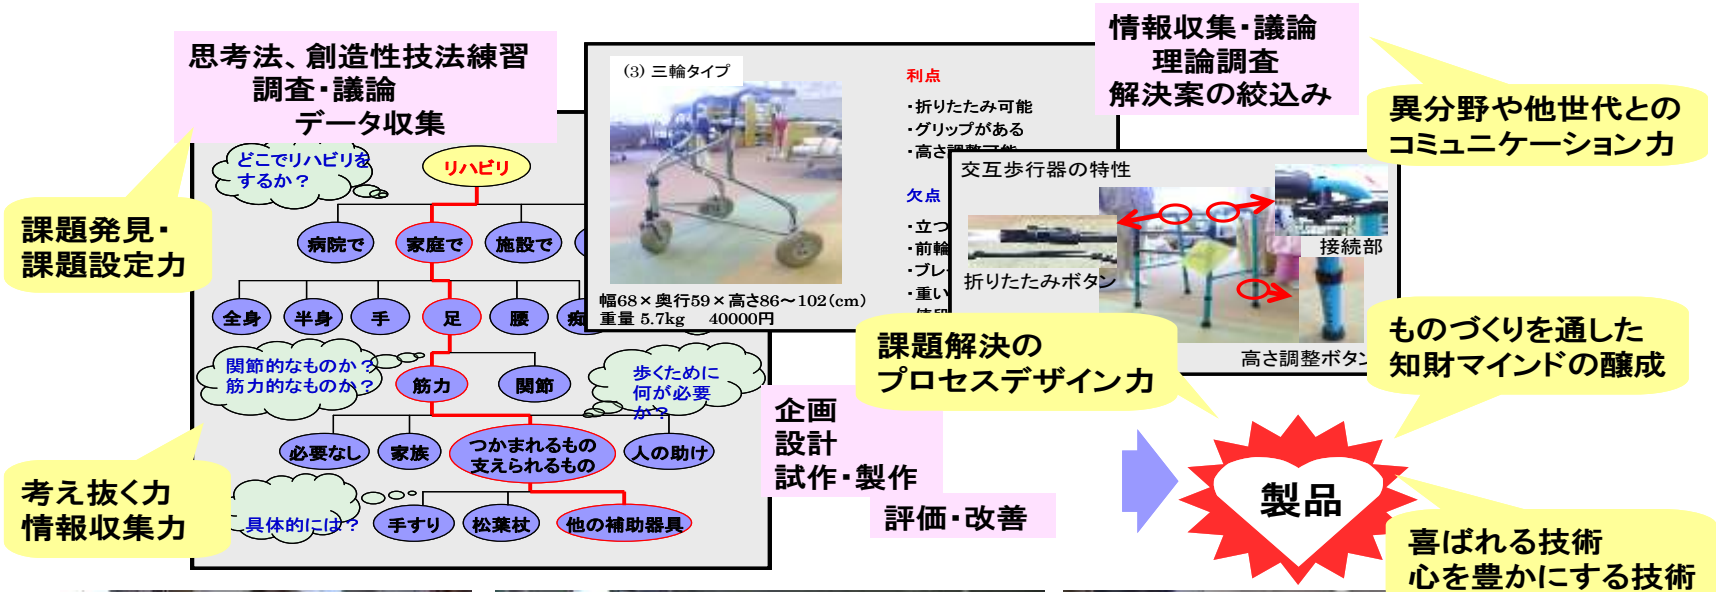 思考法、創造性技法練習
調査・議論
データ収集
どこでリハビリを
するか？
リハビリ
病院で
家庭で
施設で
全身
半身
手
足
腰
関節的なものか？
筋力的なものか？
筋力
関節
歩くために
何が必要
か？
必要なし
家族
つかまれるもの
支えられるもの
人の助け
具体的には？
手すり
松葉杖
他の補助器具
課題発見・
課題設定力
考え抜く力
情報収集力
(3) 三輪タイプ
幅68×奥行59×高さ86～102(cm)
重量 5.7kg 40000円
利点
・折りたたみ可能
・グリップがある
・高さ調整可能
欠点
・立つ
・前輪
・ブレー
・重い
情報収集・議論
理論調査
解決案の絞込み
交互歩行器の特性
折りたたみボタン
接続部
高さ調整ボタン
異分野や他世代との
コミュニケーション力
課題解決の
プロセスデザイン力
ものづくりを通した
知財マインドの醸成
企画
設計
試作・製作
評価・改善
製品
喜ばれる技術
心を豊かにする技術